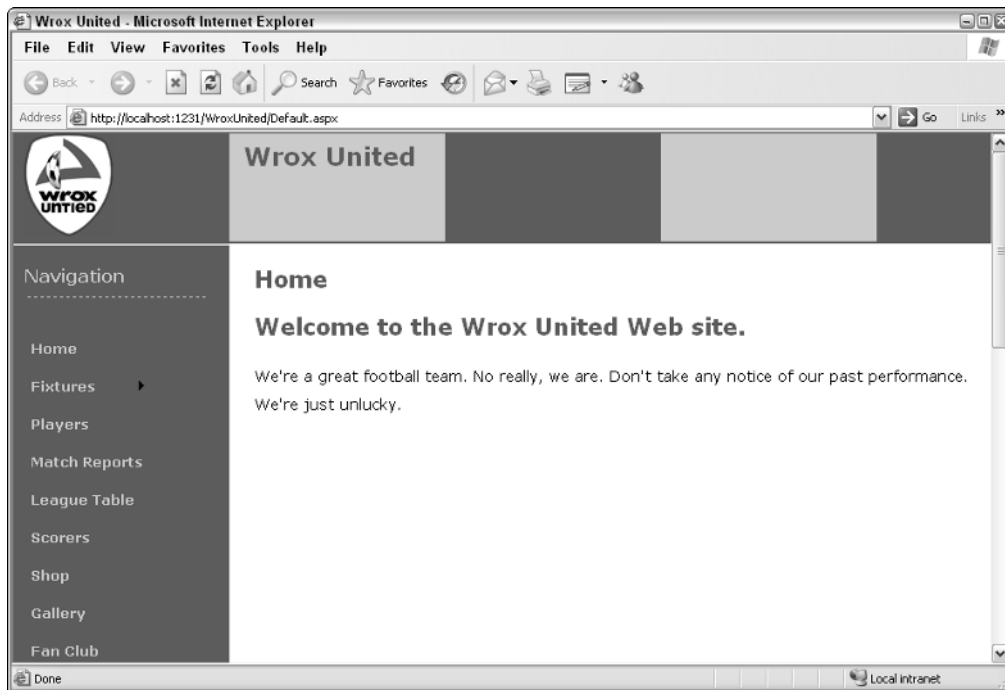 Wrox United - Microsoft Internet Explorer
File Edit View Favorites Tools Help
Back Search Favorites
Address http://localhost:1231/WroxUnited/Default.aspx Go Links »
wrox
UNTIED
Wrox United
Navigation
Home
Fixtures
Players
Match Reports
League Table
Scorers
Shop
Gallery
Fan Club
Home
Welcome to the Wrox United Web site.
We're a great football team. No really, we are. Don't take any notice of our past performance.
We're just unlucky.
Done Local intranet